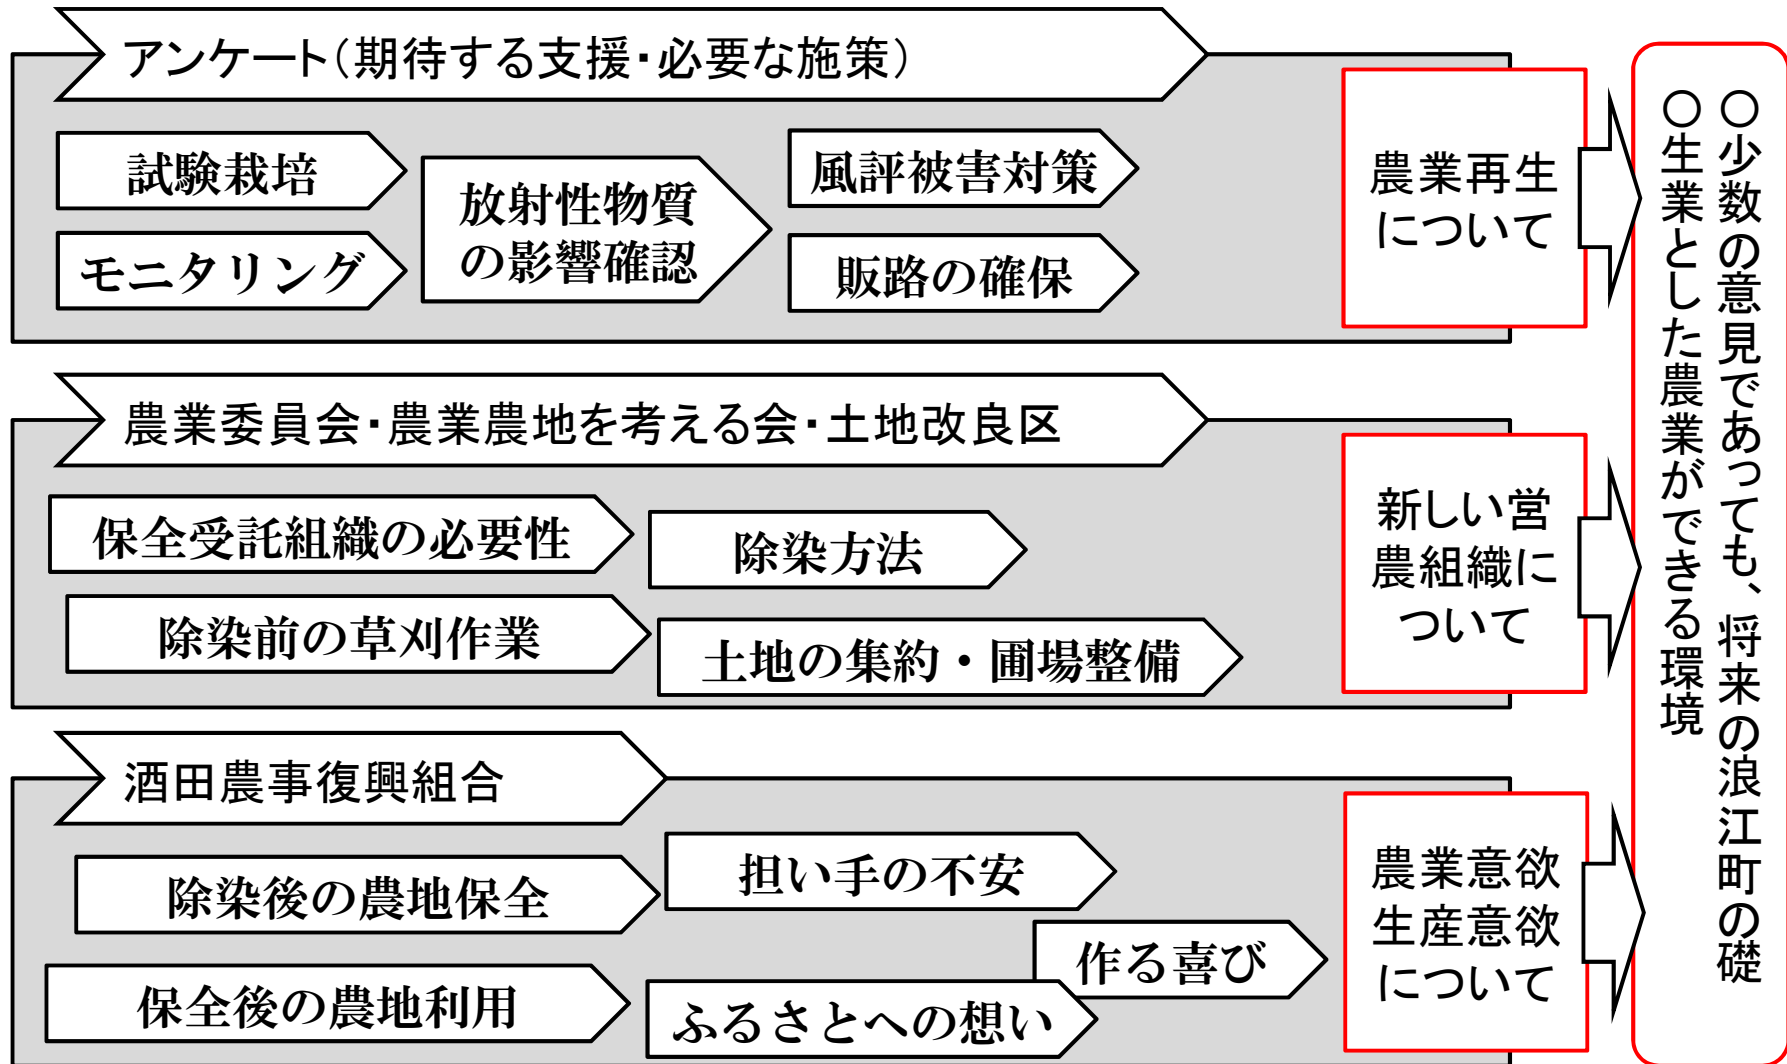 アンケート(期待する支援・必要な施策)
試験栽培
モニタリング
放射性物質
の影響確認
風評被害対策
販路の確保
農業再生
について
農業委員会・農業農地を考える会・土地改良区
保全受託組織の必要性
除染前の草刈作業
除染方法
土地の集約・圃場整備
新しい営
農組織に
ついて
酒田農事復興組合
除染後の農地保全
保全後の農地利用
担い手の不安
作る喜び
ふるさとへの想い
農業意欲
生産意欲
について
○少数の意見であっても、将来の浪江町の礎
○生業とした農業ができる環境